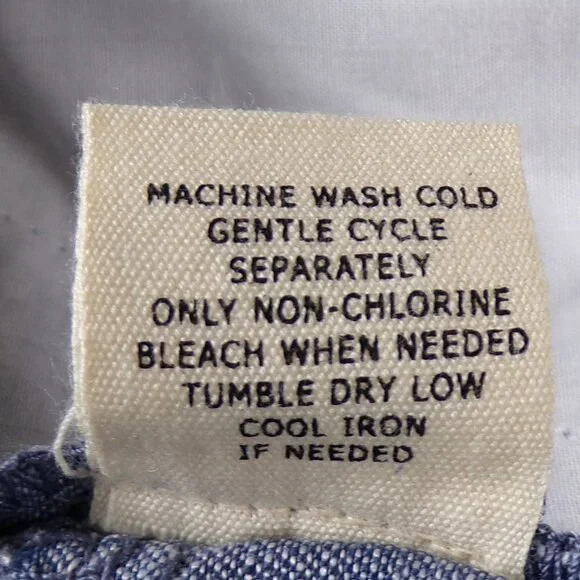 MACHINE WASH COLD
GENTLE CYCLE
SEPARATELY
ONLY NON-CHLORINE
BLEACH WHEN NEEDED
TUMBLE DRY LOW
COOL IRON
IF NEEDED